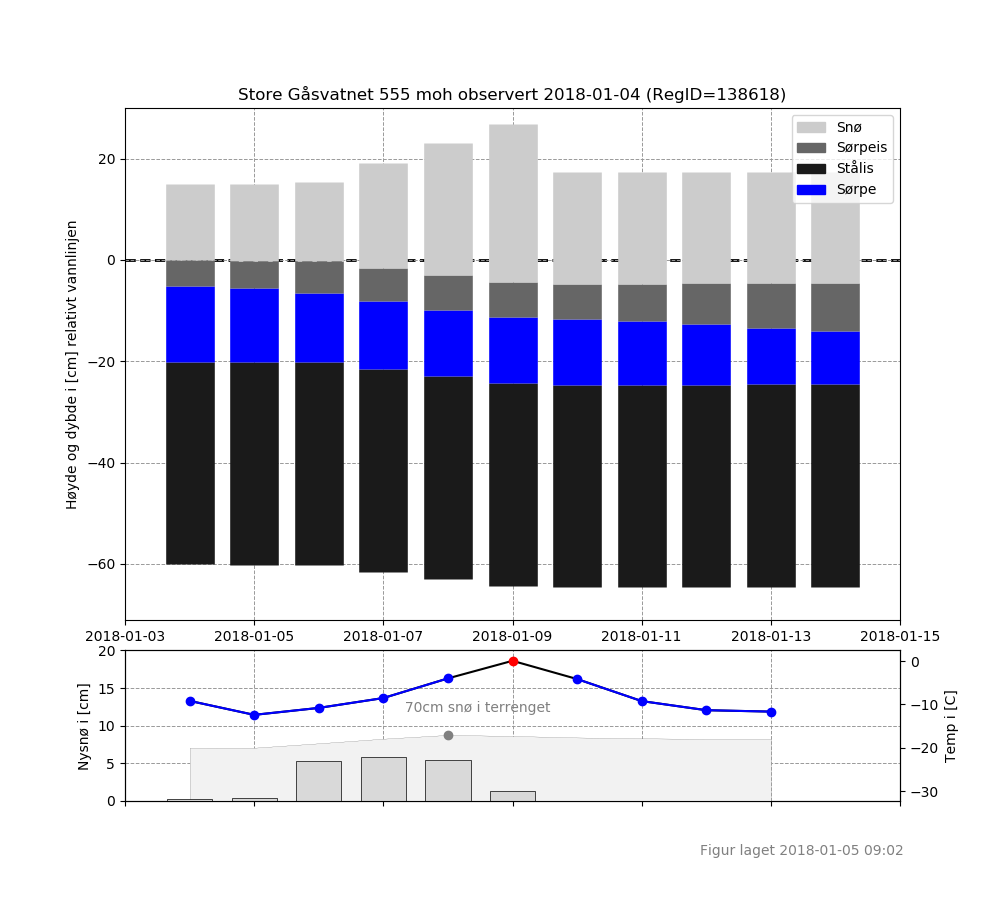 Store Gåsvatnet 555 moh observert 2018-01-04 (RegID=138618)
Snø
Sørpeis
Stålis
Sørpe
20
0
−20
−40
−60
Høyde og dybde i [cm] relativt vannlinjen
2018-01-03 2018-01-05 2018-01-07 2018-01-09 2018-01-11 2018-01-13 2018-01-15
20
15
10
5
0
Nysnø i [cm]
70cm snø i terrenget
0
−10
−20
−30
Temp i [C]
Figur laget 2018-01-05 09:02